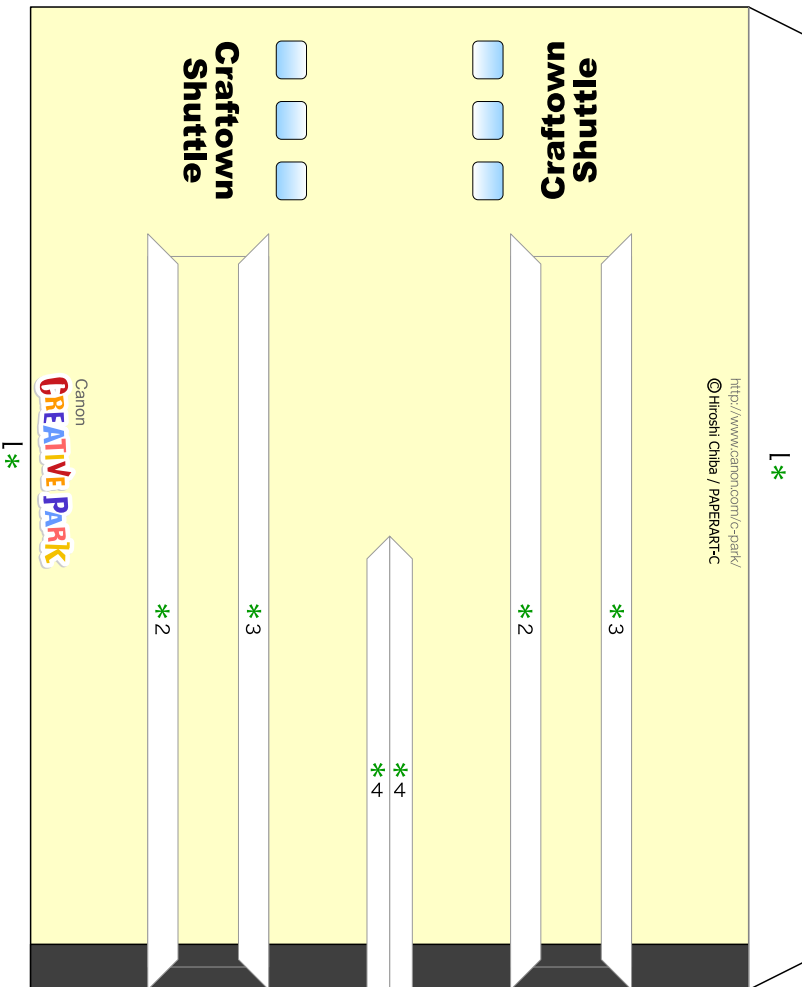 Craftown
Shuttle
Craftown
Shuttle
http://www.canon.com/c-park/
©Hiroshi Chiba / PAPERART-C
Canon
CREATIVE PARK
*1
*1
*2
*3
*2
*3
*4
*4